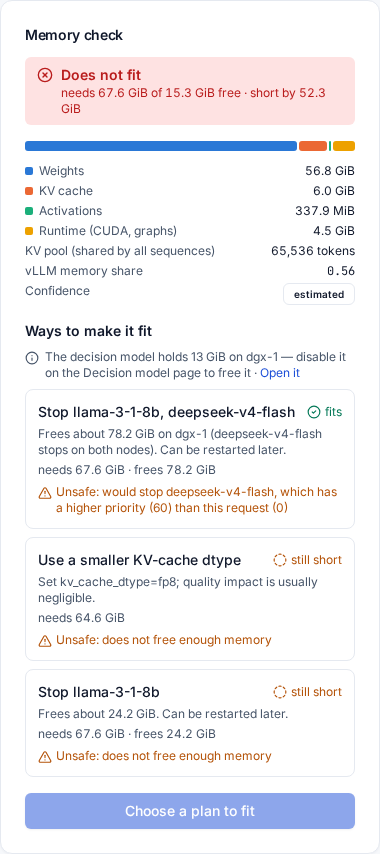 Memory check
Does not fit
needs 67.6 GiB of 15.3 GiB free · short by 52.3
GiB
Weights 56.8 GiB
KV cache 6.0 GiB
Activations 337.9 MiB
Runtime (CUDA, graphs) 4.5 GiB
KV pool (shared by all sequences) 65,536 tokens
vLLM memory share 0.56
Confidence estimated
Ways to make it fit
The decision model holds 13 GiB on dgx-1 — disable it
on the Decision model page to free it · Open it
Stop llama-3-1-8b, deepseek-v4-flash fits
Frees about 78.2 GiB on dgx-1 (deepseek-v4-flash
stops on both nodes). Can be restarted later.
needs 67.6 GiB · frees 78.2 GiB
Unsafe: would stop deepseek-v4-flash, which has
a higher priority (60) than this request (0)
Use a smaller KV-cache dtype still short
Set kv_cache_dtype=fp8; quality impact is usually
negligible.
needs 64.6 GiB
Unsafe: does not free enough memory
Stop llama-3-1-8b still short
Frees about 24.2 GiB. Can be restarted later.
needs 67.6 GiB · frees 24.2 GiB
Unsafe: does not free enough memory
Choose a plan to fit